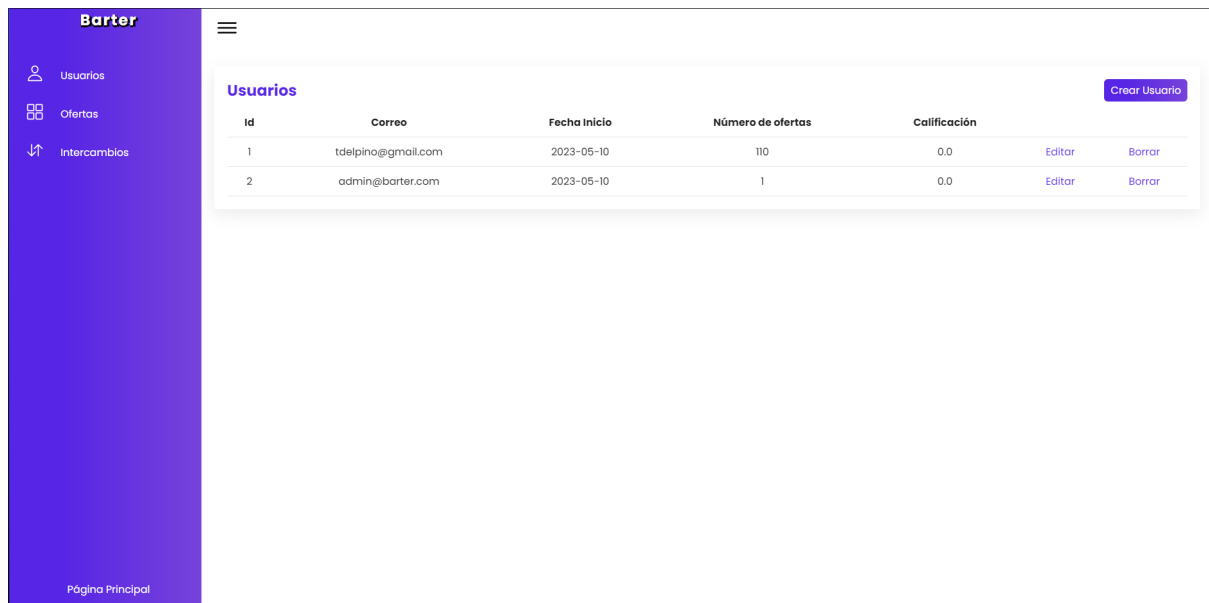 Barter
Usuarios
Ofertas
Intercambios
Página Principal
Usuarios Crear Usuario
Id Correo Fecha Inicio Número de ofertas Calificación
1 tdelpino@gmail.com 2023-05-10 110 0.0 Editar Borrar
2 admin@barter.com 2023-05-10 1 0.0 Editar Borrar